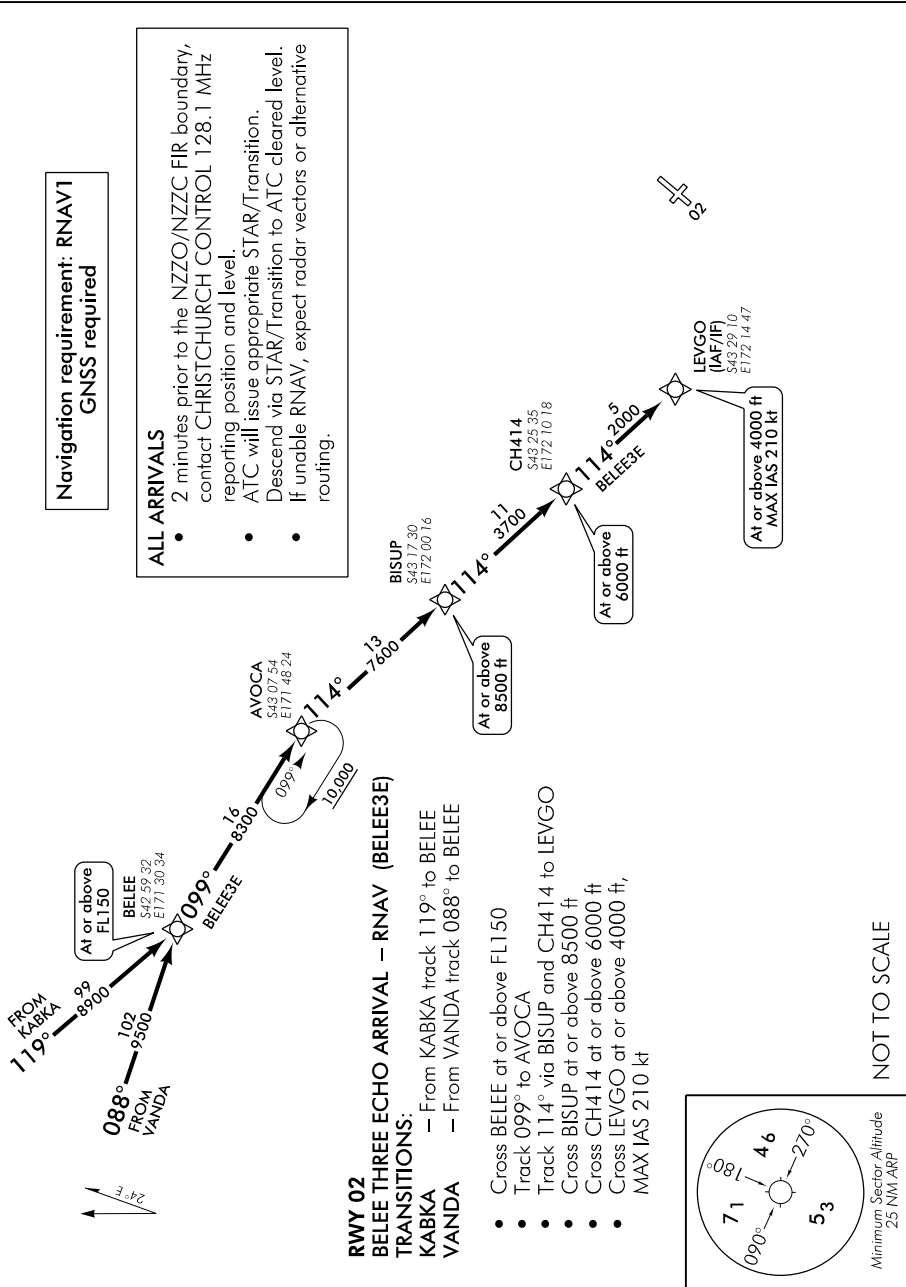 Navigation requirement: RNAV1
GNSS required
ALL ARRIVALS
• 2 minutes prior to the NZZO/NZZC FIR boundary,
contact CHRISTCHURCH CONTROL 128.1 MHz
reporting position and level.
• ATC will issue appropriate STAR/Transition.
Descend via STAR/Transition to ATC cleared level.
• If unable RNAV, expect radar vectors or alternative
routing.
24°E
FROM
KABKA
119°
99
8900
088°
FROM
VANDA
102
9500
At or above
FL150
BELEE
S42 59 32
E171 30 34
099°
BELEE3E
16
8300
AVOCA
S43 07 54
E171 48 24
099°
10,000
114°
13
7600
BISUP
S43 17 30
E172 00 16
At or above
8500 ft
114°
11
3700
CH414
S43 25 35
E172 10 18
At or above
6000 ft
114°
BELEE3E
5
2000
LEVGO
(IAF/IF)
S43 29 10
E172 14 47
At or above 4000 ft
MAX IAS 210 kt
02
RWY 02
BELEE THREE ECHO ARRIVAL – RNAV (BELEE3E)
TRANSITIONS:
KABKA – From KABKA track 119° to BELEE
VANDA – From VANDA track 088° to BELEE
• Cross BELEE at or above FL150
• Track 099° to AVOCA
• Track 114° via BISUP and CH414 to LEVGO
• Cross BISUP at or above 8500 ft
• Cross CH414 at or above 6000 ft
• Cross LEVGO at or above 4000 ft,
MAX IAS 210 kt
090°
180°
270°
71
46
53
Minimum Sector Altitude
25 NM ARP
NOT TO SCALE